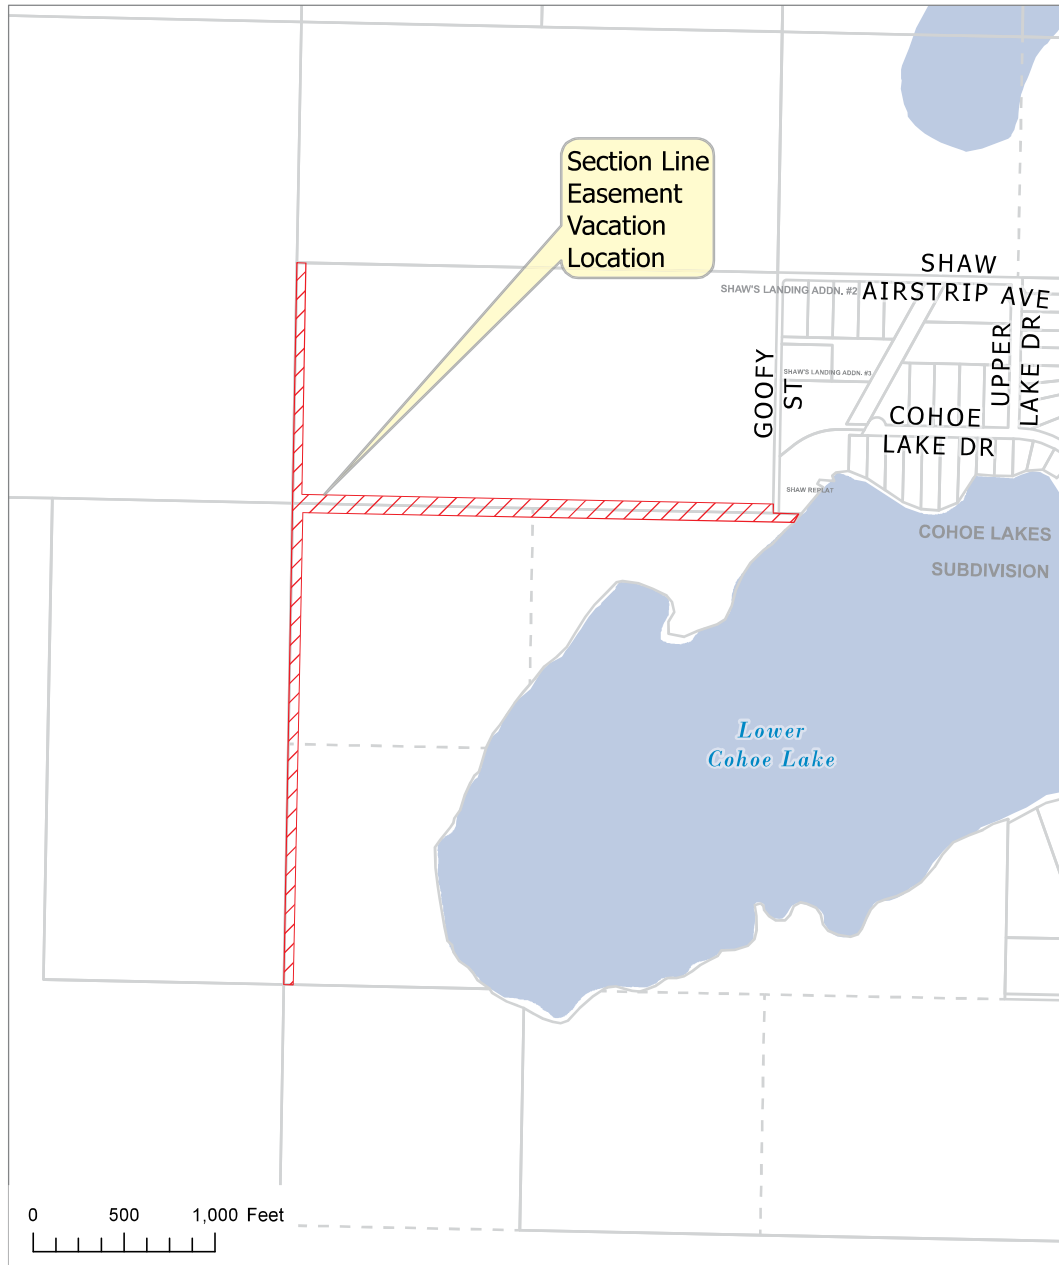 Section Line
Easement
Vacation
Location
SHAW
AIRSTRIP AVE
SHAW'S LANDING ADDN. #2
UPPER
LAKE DR
GOOFY
ST
SHAW'S LANDING ADDN. #3
COHOE
LAKE DR
SHAW REPLAT
COHOE LAKES
SUBDIVISION
Lower
Cohoe Lake
0 500 1,000 Feet